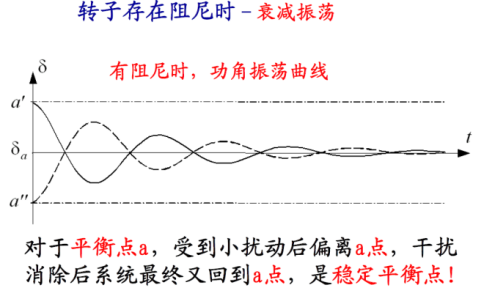 转子存在阻尼时－衰减振荡
δ
有阻尼时，功角振荡曲线
a′
t
δa
a′′
对于平衡点a，受到小扰动后偏离a点，干扰
消除后系统最终又回到a点，是稳定平衡点！